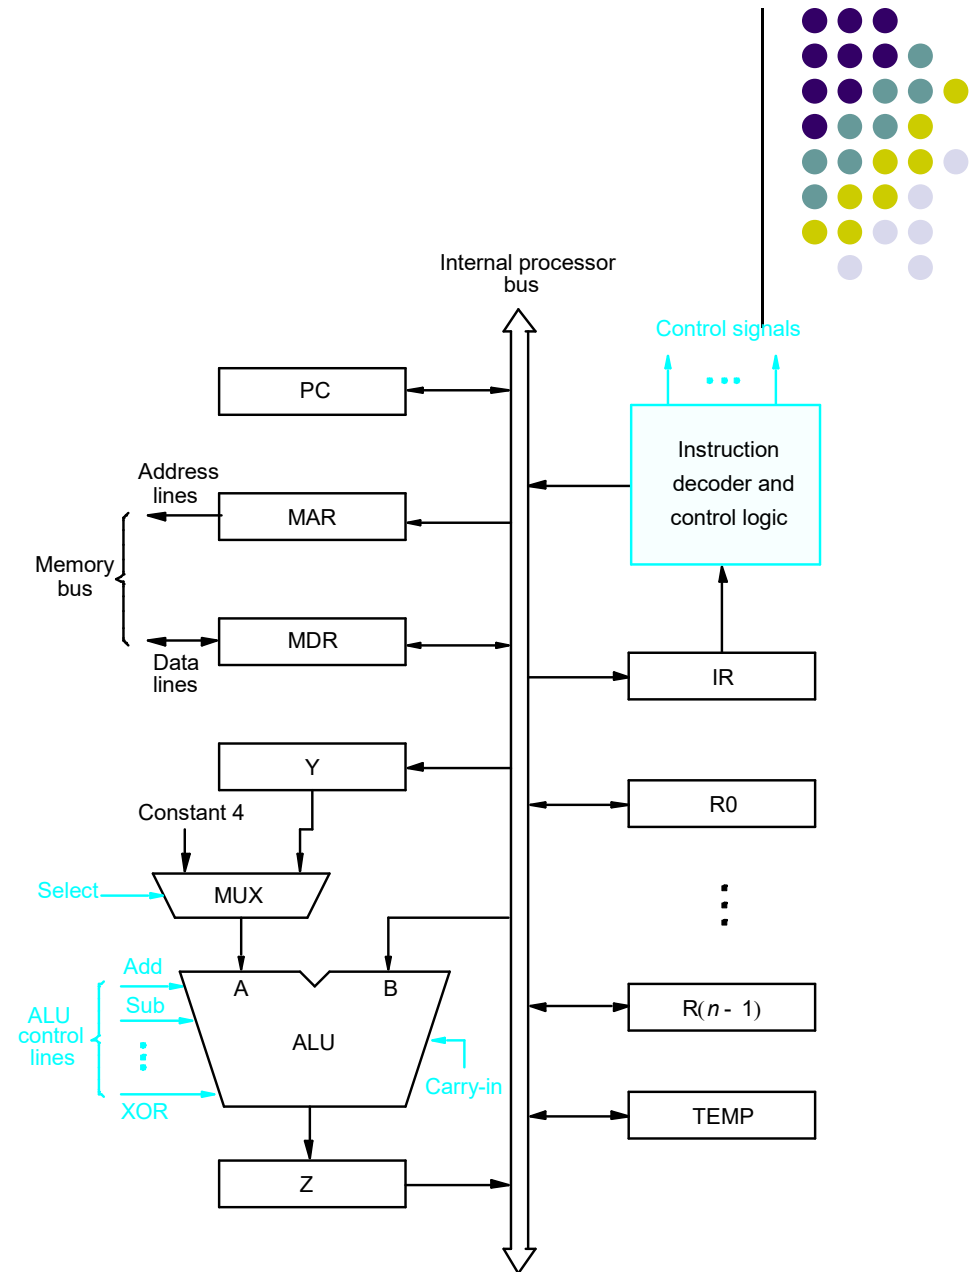 Internal processor
bus
Control signals
PC
Instruction
decoder and
control logic
Address
lines
MAR
Memory
bus
MDR
Data
lines
IR
Y
R0
Constant 4
MUX
Select
Add
A
B
R(n - 1)
Sub
ALU
control
lines
ALU
Carry-in
XOR
TEMP
Z